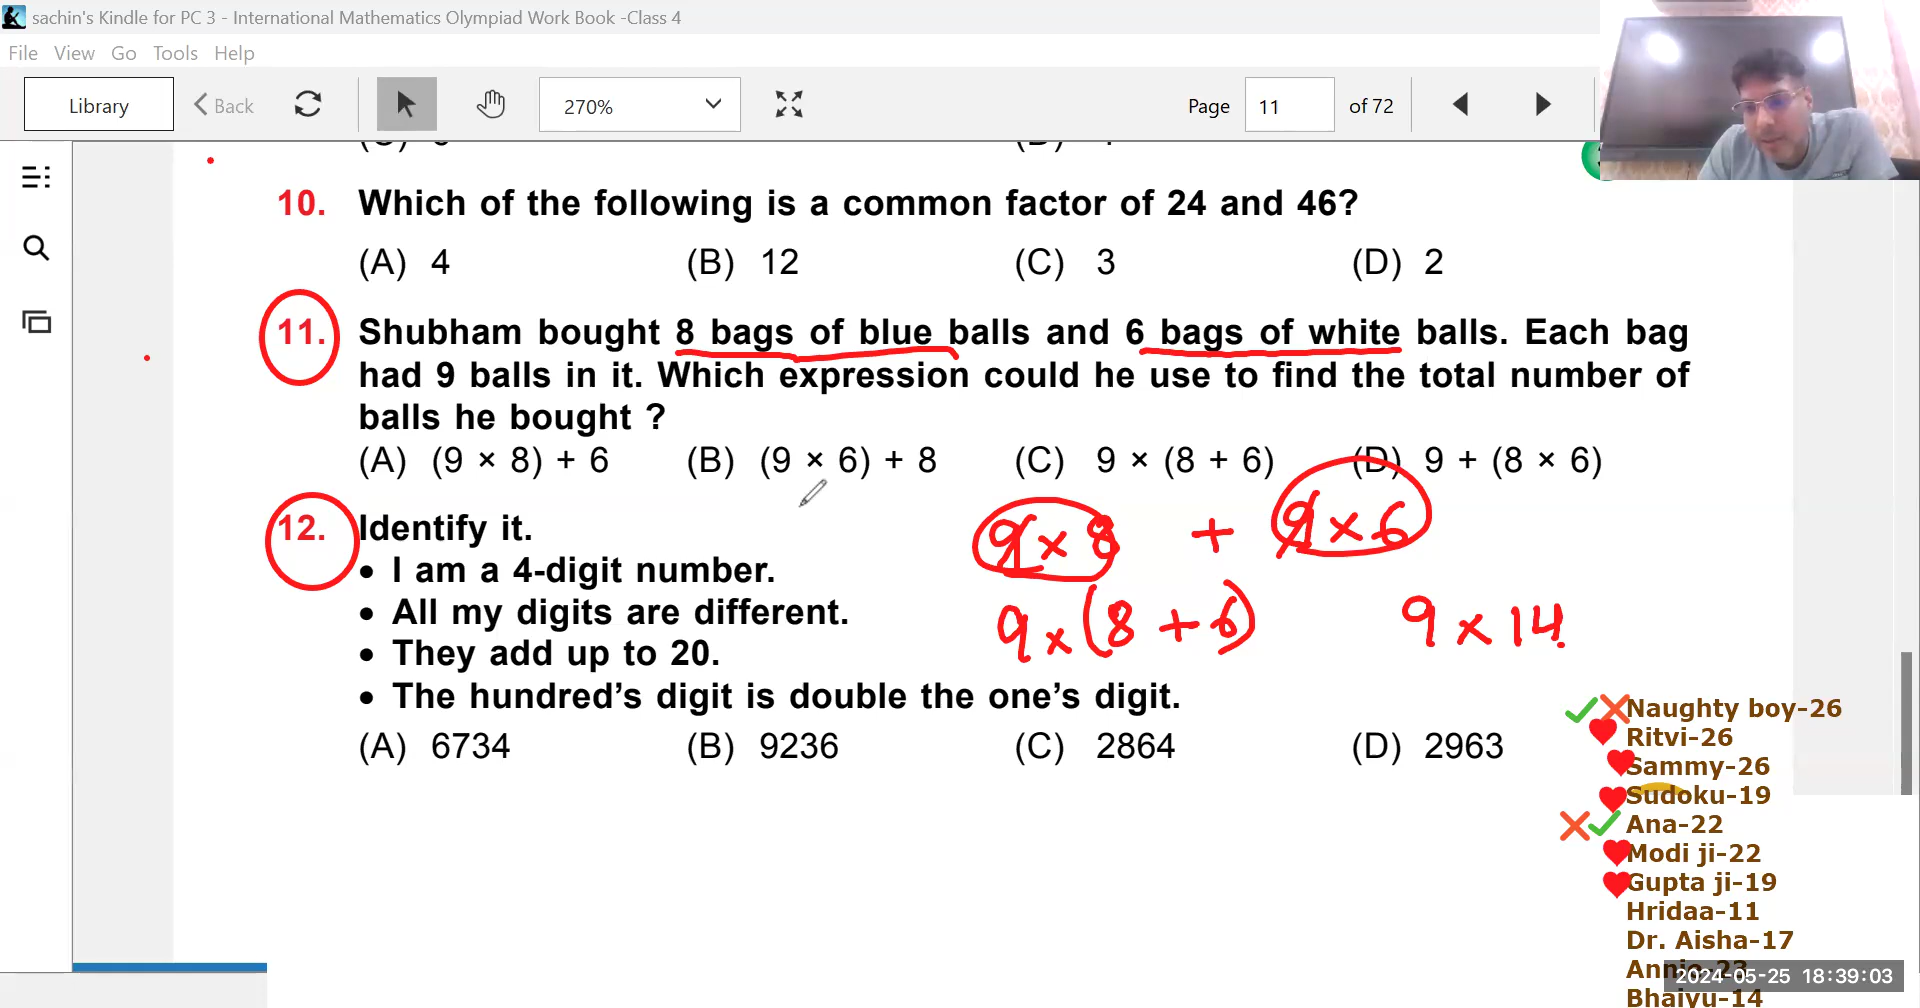 sachin's Kindle for PC 3 - International Mathematics Olympiad Work Book -Class 4
File View Go Tools Help
Library Back 270% Page 11 of 72
10. Which of the following is a common factor of 24 and 46?
(A) 4 (B) 12 (C) 3 (D) 2
11. Shubham bought 8 bags of blue balls and 6 bags of white balls. Each bag
had 9 balls in it. Which expression could he use to find the total number of
balls he bought ?
(A) (9 × 8) + 6 (B) (9 × 6) + 8 (C) 9 × (8 + 6) (D) 9 + (8 × 6)
9 × 8 + 9 × 6
9 × (8 + 6) 9 × 14
12. Identify it.
• I am a 4-digit number.
• All my digits are different.
• They add up to 20.
• The hundred’s digit is double the one’s digit.
(A) 6734 (B) 9236 (C) 2864 (D) 2963
Naughty boy-26
Ritvi-26
Sammy-26
Sudoku-19
Ana-22
Modi ji-22
Gupta ji-19
Hridaa-11
Dr. Aisha-17
Annie-23
2024-05-25 18:39:03
Bhaiyu-14